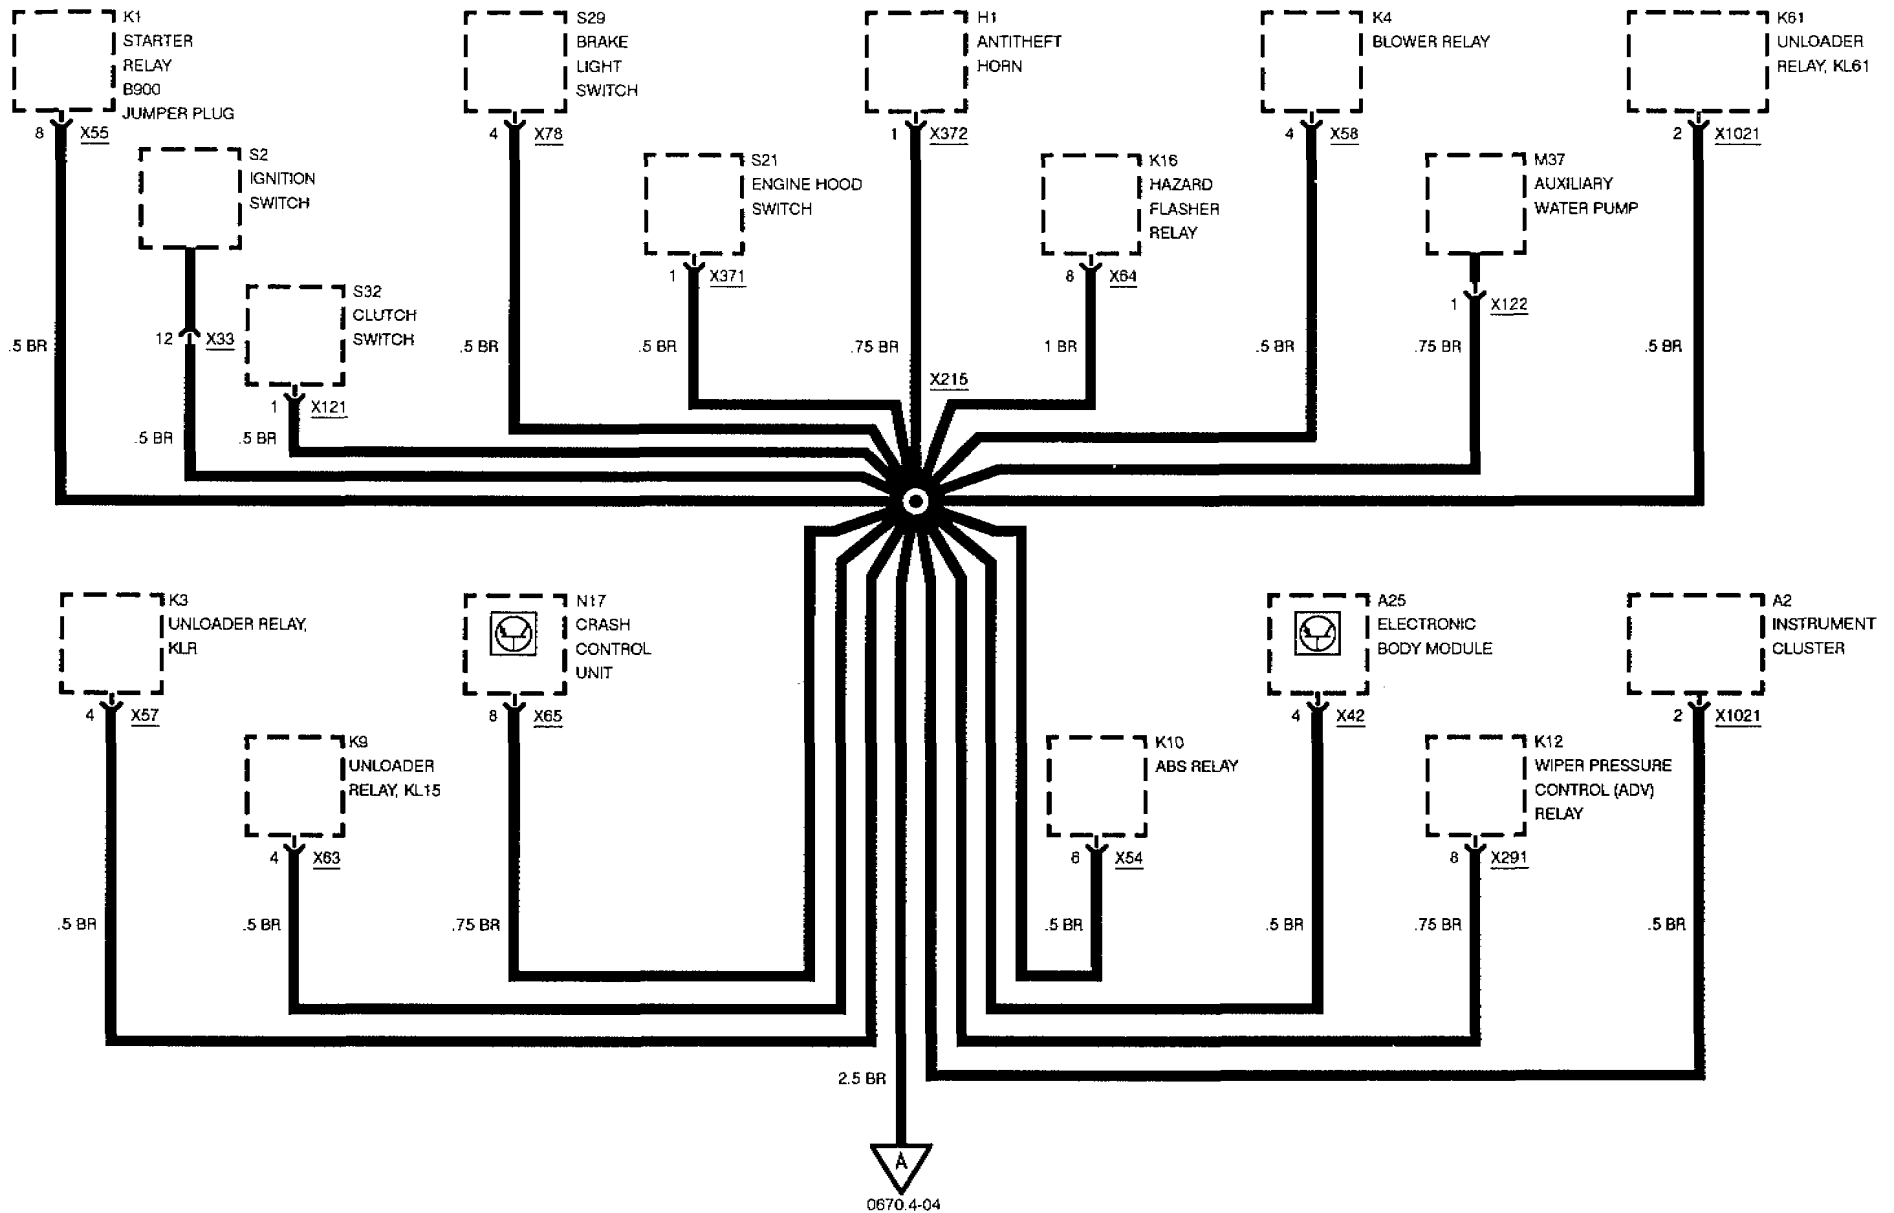 K1
STARTER
RELAY
B900
JUMPER PLUG
8 X55
S29
BRAKE
LIGHT
SWITCH
4 X78
H1
ANTITHEFT
HORN
1 X372
K4
BLOWER RELAY
4 X58
K61
UNLOADER
RELAY, KL61
2 X1021
S2
IGNITION
SWITCH
12 X33
S21
ENGINE HOOD
SWITCH
1 X371
K16
HAZARD
FLASHER
RELAY
8 X64
M37
AUXILIARY
WATER PUMP
1 X122
S32
CLUTCH
SWITCH
1 X121
.5 BR
.5 BR
.5 BR
.75 BR
1 BR
.5 BR
.75 BR
.5 BR
X215
.5 BR
.5 BR
K3
UNLOADER RELAY,
KLR
4 X57
N17
CRASH
CONTROL
UNIT
8 X65
A25
ELECTRONIC
BODY MODULE
4 X42
A2
INSTRUMENT
CLUSTER
2 X1021
K9
UNLOADER
RELAY, KL15
4 X63
K10
ABS RELAY
6 X54
K12
WIPER PRESSURE
CONTROL (ADV)
RELAY
8 X291
.5 BR
.5 BR
.75 BR
.5 BR
.5 BR
.75 BR
.5 BR
2.5 BR
A
0670.4-04